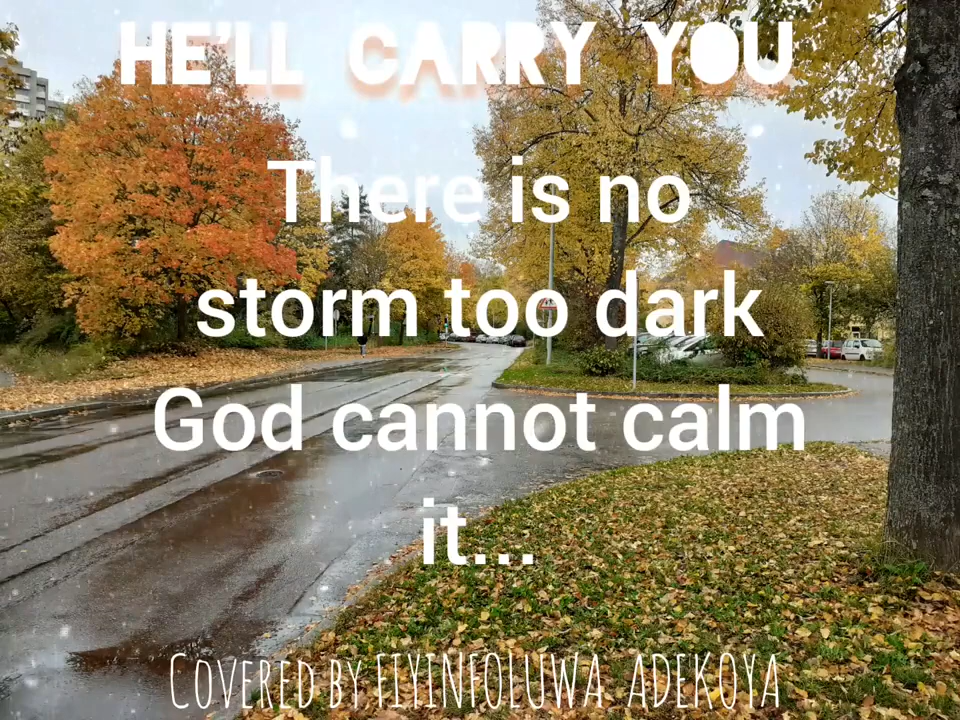 HE'LL CARRY YOU
There is no
storm too dark
God cannot calm
it...
COVERED BY FIYINFOLUWA ADEKOYA